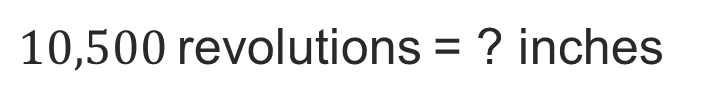 10,500 revolutions = ? inches